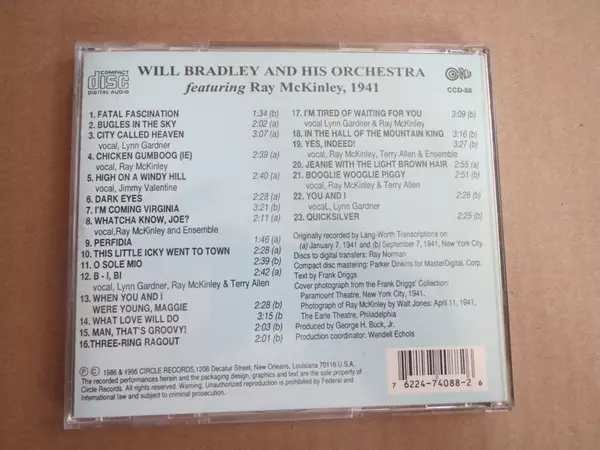 COMPACT
disc
DIGITAL AUDIO
WILL BRADLEY AND HIS ORCHESTRA
featuring Ray McKinley, 1941
CCD-88
1. FATAL FASCINATION 1:34 (b)
2. BUGLES IN THE SKY 2:02 (a)
3. CITY CALLED HEAVEN 3:07 (a)
vocal, Lynn Gardner
4. CHICKEN GUMBOOG (IE) 2:39 (a)
vocal, Ray McKinley
5. HIGH ON A WINDY HILL 2:40 (a)
vocal, Jimmy Valentine
6. DARK EYES 2:28 (a)
7. I'M COMING VIRGINIA 3:21 (b)
8. WHATCHA KNOW, JOE? 2:11 (a)
vocal,Ray McKinley and Ensemble
9. PERFIDIA 1:46 (a)
10. THIS LITTLE ICKY WENT TO TOWN 2:28 (a)
11. O SOLE MIO 2:39 (b)
12. B - I, BI 2:42 (a)
vocal, Lynn Gardner, Ray McKinley & Terry Allen
13. WHEN YOU AND I
WERE YOUNG, MAGGIE 2:28 (b)
14. WHAT LOVE WILL DO 3:15 (b
15. MAN, THAT'S GROOVY! 2:03 (b)
16.THREE-RING RAGOUT 2:01 (b)
17. I'M TIRED OF WAITING FOR YOU 3:09 (b)
vocal Lynn Gardner & Ray McKinley
18. IN THE HALL OF THE MOUNTAIN KING 3:16 (b)
19. YES, INDEED! 3:27 (b)
vocal, Ray McKinley, Terry Allen & Ensemble
20. JEANIE WITH THE LIGHT BROWN HAIR 2:55 (a)
21. BOOGLIE WOOGLIE PIGGY 2:51 (b)
vocal, Ray McKinley & Terry Allen
22. YOU AND I 2:26 (b)
vocaL, Lynn Gardner
23. QUICKSILVER 2:25 (b)
Originally recorded by Lang-Worth Transcriptions on
(a) January 7, 1941 and (b) September 7, 1941, New York City.
Discs to digital transfers: Ray Norman
Compact disc mastering: Parker Dinkins for MasterDigital, Corp.
Text by Frank Driggs
Cover photograph from the Frank Driggs' Collection:
Paramount Theatre, New York City, 1941.
Photograph of Ray McKinley by Walt Jones: April 11, 1941,
The Earle Theatre, Philadelphia
Produced by George H. Buck, Jr.
Production coordinator: Wendell Echols
Ⓟ © 1986 & 1995 CIRCLE RECORDS,1206 Decatur Street, New Orleans, Louisiana 70116 U.S.A.
The recorded performances herein and the packaging design, graphics and text are the sole property of
Circle Records. All rights reserved. Warning: Unauthorized reproduction is prohibited by Federal and
International law and subject to criminal prosecution.
7 62247-4088-2 6